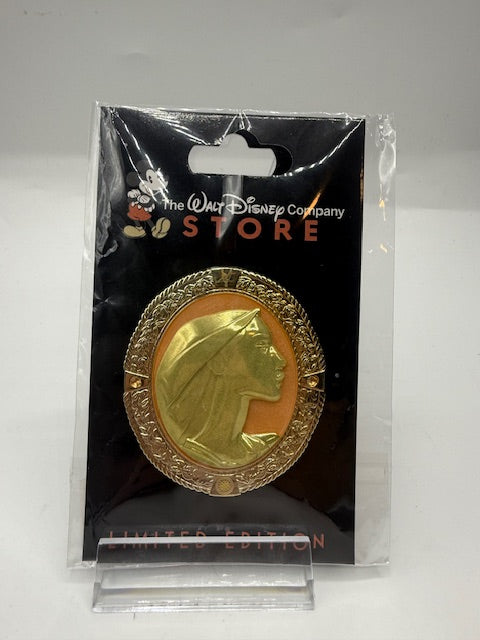 The WALT DISNEY Company
STORE
LIMITED EDITION